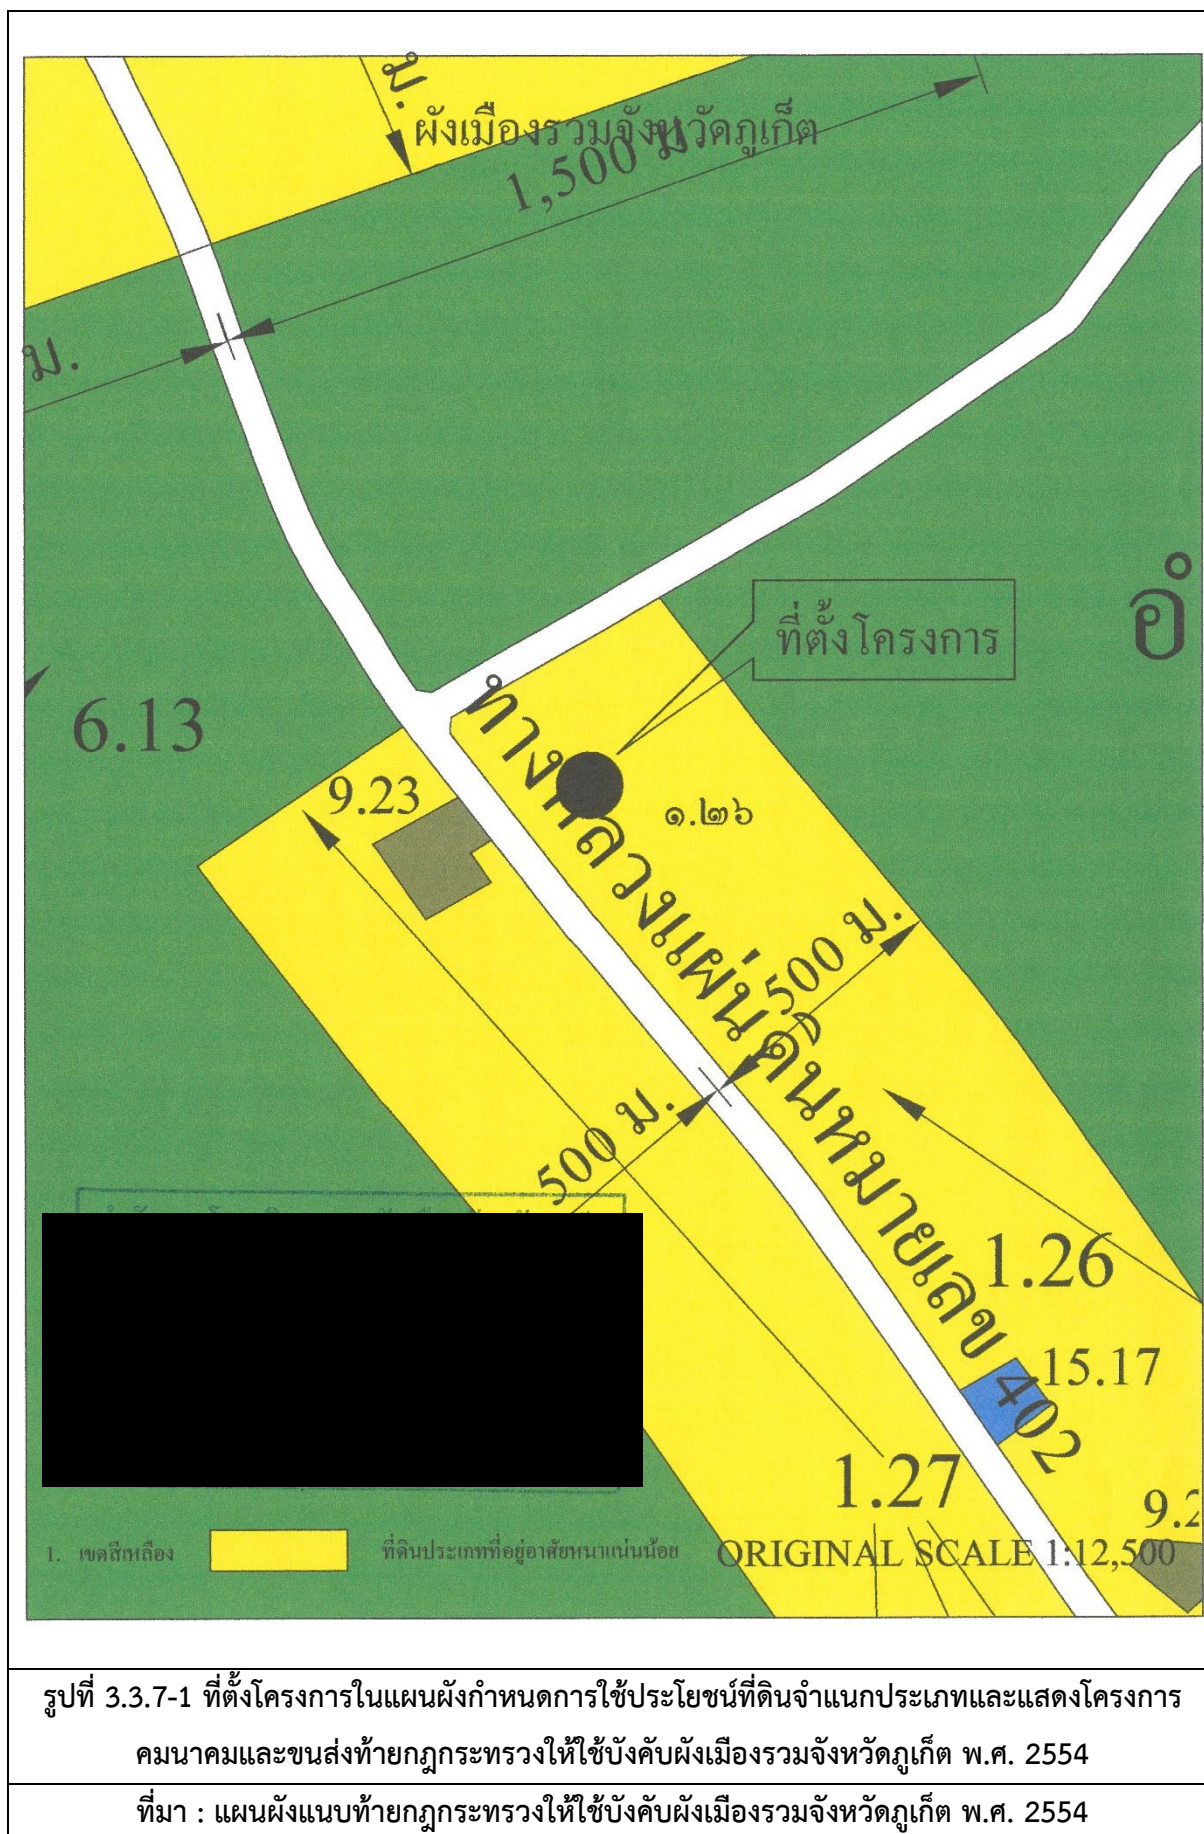 ม.
ผังเมืองรวมจังหวัดภูเก็ต
1,500 ม.
ม.
อำ
ที่ตั้งโครงการ
6.13
9.23
๑.๒๖
ทางหลวงแผ่นดินหมายเลข 402
500 ม.
500 ม.
1.26
15.17
1.27
9.2
1. เขตสีเหลือง
ที่ดินประเภทที่อยู่อาศัยหนาแน่นน้อย
ORIGINAL SCALE 1:12,500
รูปที่ 3.3.7-1 ที่ตั้งโครงการในแผนผังกำหนดการใช้ประโยชน์ที่ดินจำแนกประเภทและแสดงโครงการ
คมนาคมและขนส่งท้ายกฎกระทรวงให้ใช้บังคับผังเมืองรวมจังหวัดภูเก็ต พ.ศ. 2554
ที่มา : แผนผังแนบท้ายกฎกระทรวงให้ใช้บังคับผังเมืองรวมจังหวัดภูเก็ต พ.ศ. 2554